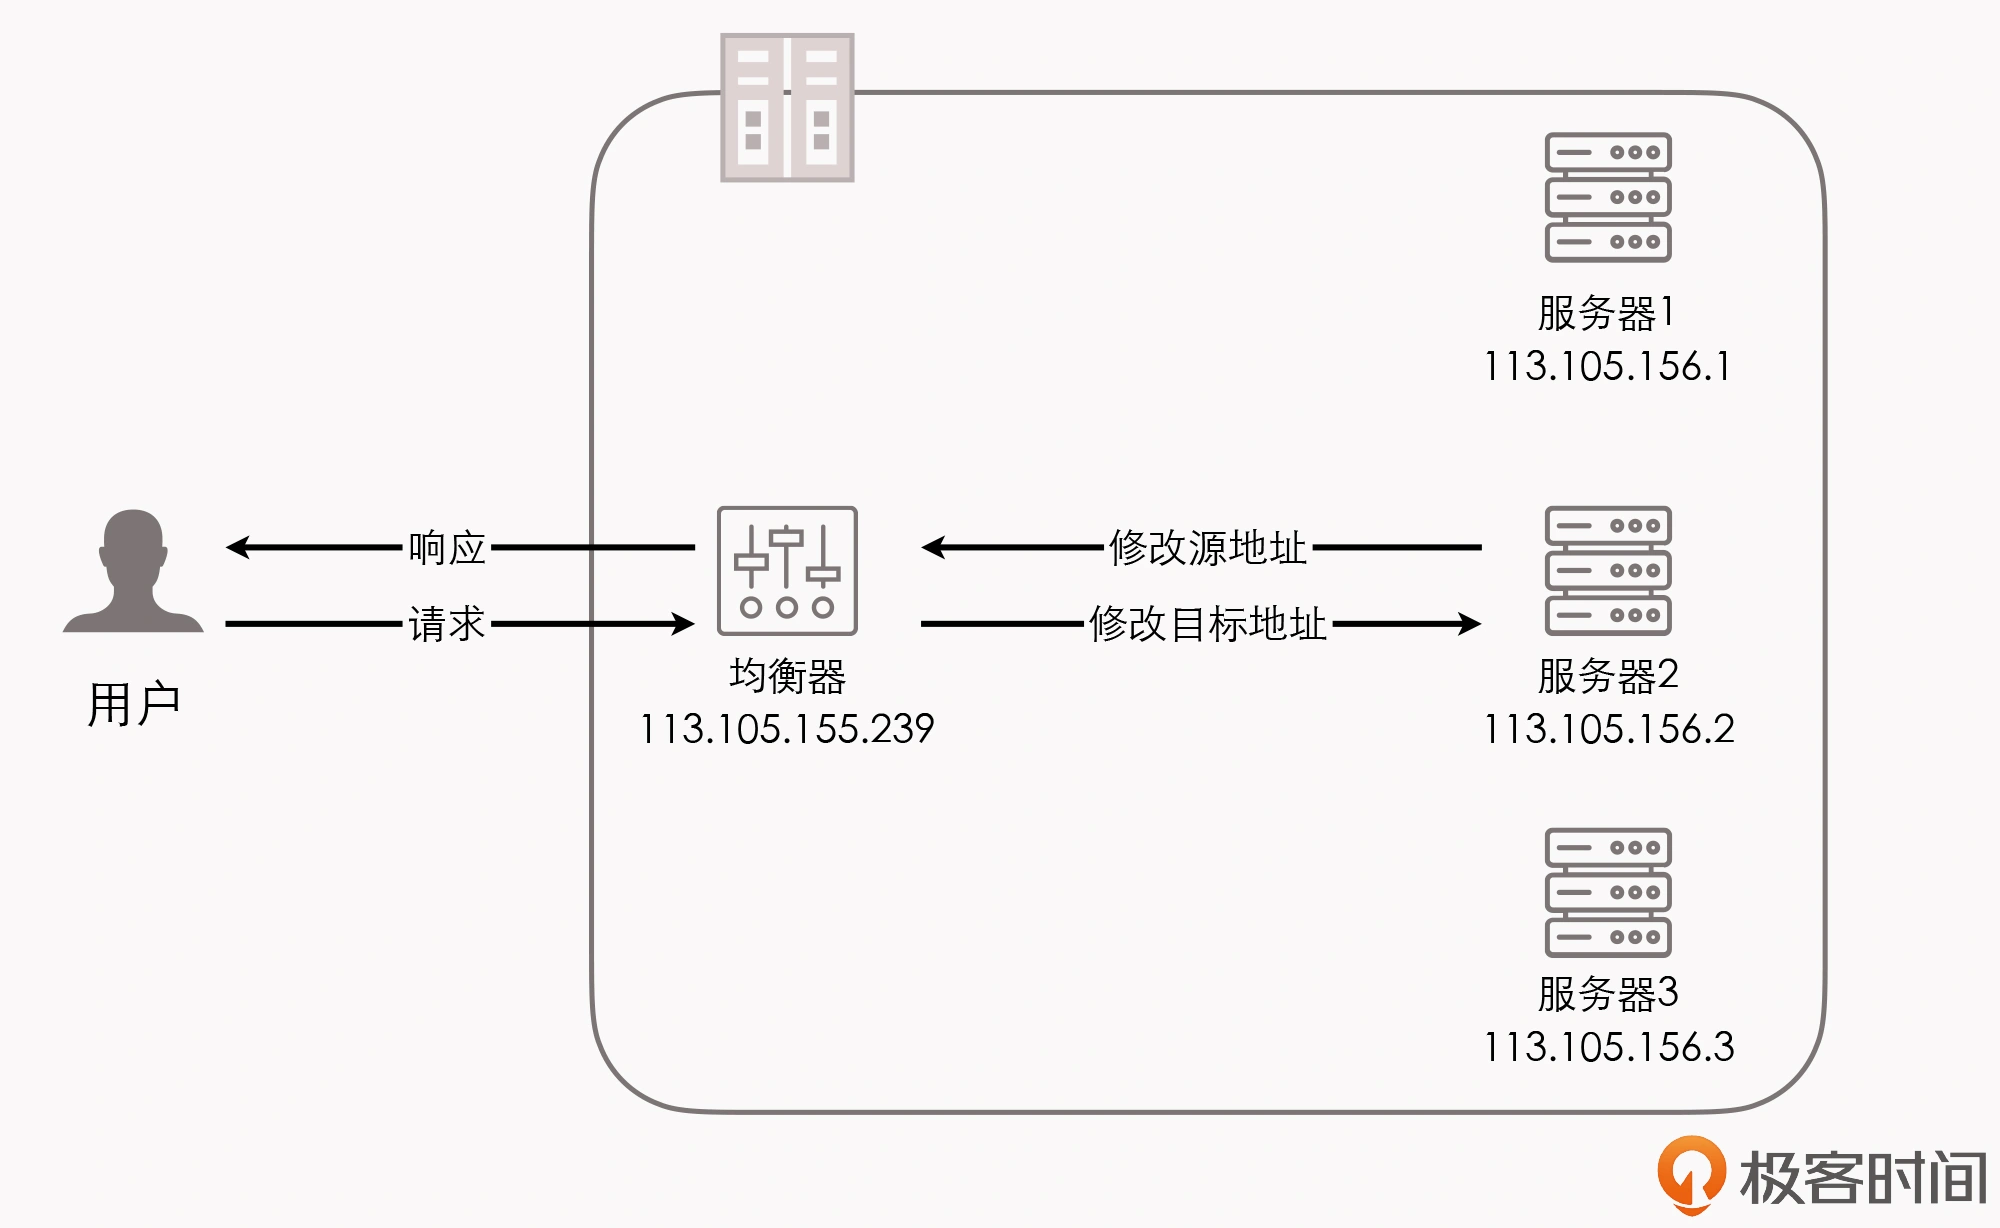 服务器1
113.105.156.1
响应
修改源地址
请求
修改目标地址
用户
均衡器
113.105.155.239
服务器2
113.105.156.2
服务器3
113.105.156.3
极客时间